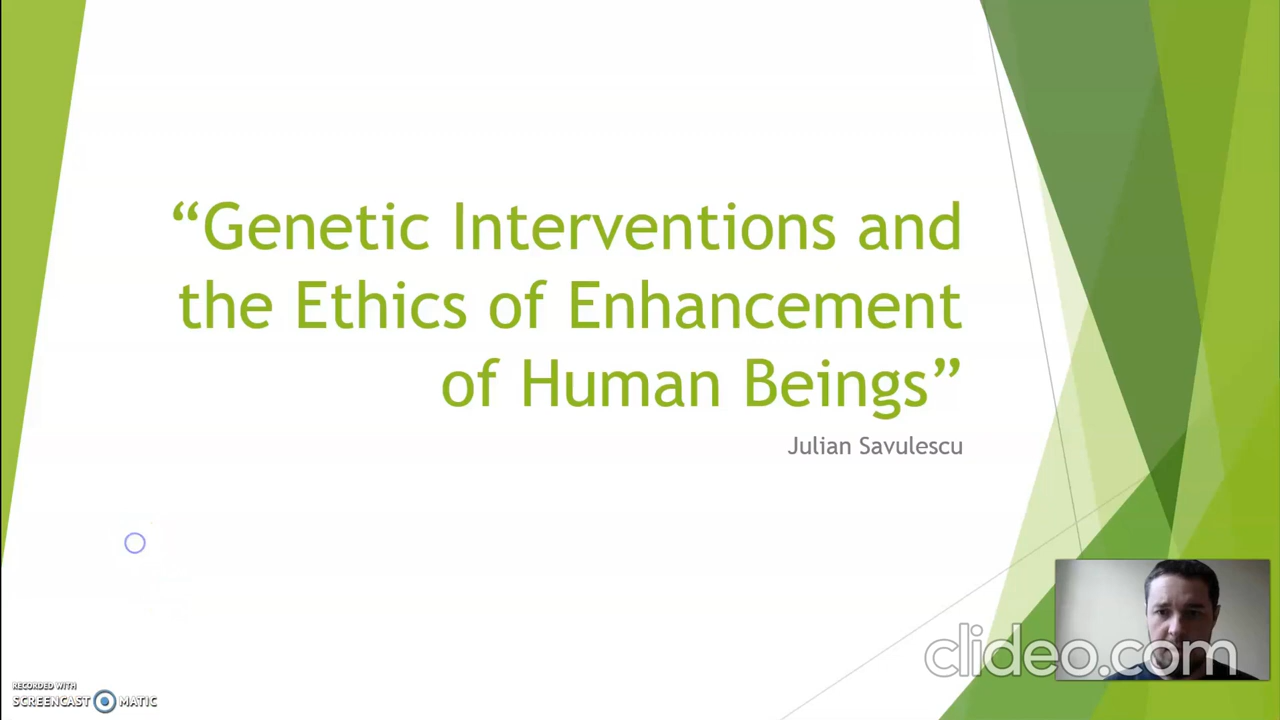 “Genetic Interventions and
the Ethics of Enhancement
of Human Beings”
Julian Savulescu
clideo.com
RECORDED WITH
SCREENCAST MATIC